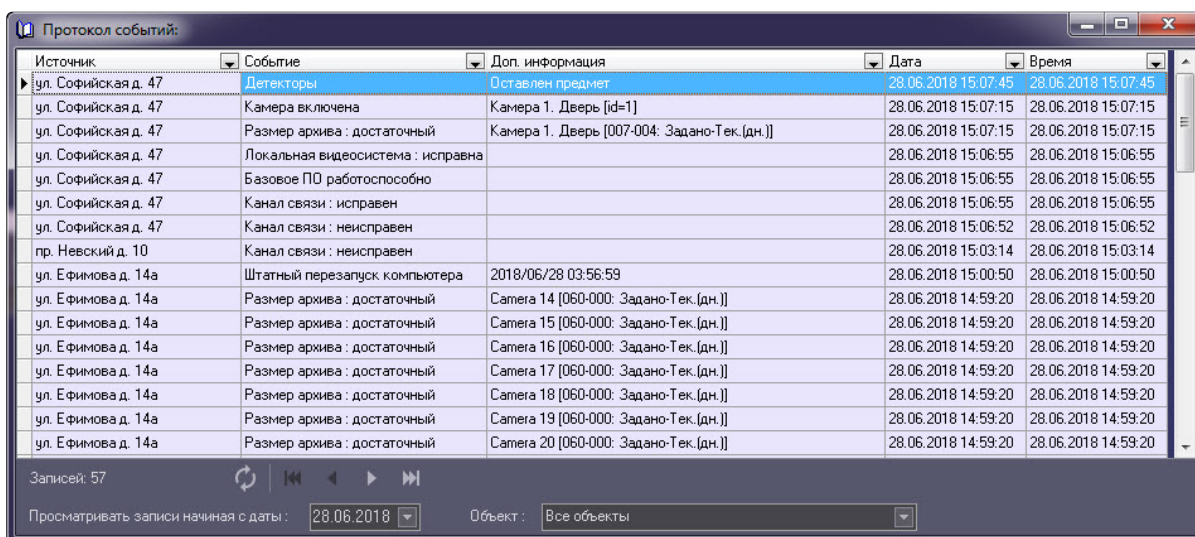 Протокол событий:
Источник Событие Доп. информация Дата Время
ул. Софийская д. 47 Детекторы Оставлен предмет 28.06.2018 15:07:45 28.06.2018 15:07:45
ул. Софийская д. 47 Камера включена Камера 1. Дверь [id=1] 28.06.2018 15:07:15 28.06.2018 15:07:15
ул. Софийская д. 47 Размер архива : достаточный Камера 1. Дверь [007-004: Задано-Тек.(дн.)] 28.06.2018 15:07:15 28.06.2018 15:07:15
ул. Софийская д. 47 Локальная видеосистема : исправна 28.06.2018 15:06:55 28.06.2018 15:06:55
ул. Софийская д. 47 Базовое ПО работоспособно 28.06.2018 15:06:55 28.06.2018 15:06:55
ул. Софийская д. 47 Канал связи : исправен 28.06.2018 15:06:55 28.06.2018 15:06:55
ул. Софийская д. 47 Канал связи : неисправен 28.06.2018 15:06:52 28.06.2018 15:06:52
пр. Невский д. 10 Канал связи : неисправен 28.06.2018 15:03:14 28.06.2018 15:03:14
ул. Ефимова д. 14а Штатный перезапуск компьютера 2018/06/28 03:56:59 28.06.2018 15:00:50 28.06.2018 15:00:50
ул. Ефимова д. 14а Размер архива : достаточный Camera 14 [060-000: Задано-Тек.(дн.)] 28.06.2018 14:59:20 28.06.2018 14:59:20
ул. Ефимова д. 14а Размер архива : достаточный Camera 15 [060-000: Задано-Тек.(дн.)] 28.06.2018 14:59:20 28.06.2018 14:59:20
ул. Ефимова д. 14а Размер архива : достаточный Camera 16 [060-000: Задано-Тек.(дн.)] 28.06.2018 14:59:20 28.06.2018 14:59:20
ул. Ефимова д. 14а Размер архива : достаточный Camera 17 [060-000: Задано-Тек.(дн.)] 28.06.2018 14:59:20 28.06.2018 14:59:20
ул. Ефимова д. 14а Размер архива : достаточный Camera 18 [060-000: Задано-Тек.(дн.)] 28.06.2018 14:59:20 28.06.2018 14:59:20
ул. Ефимова д. 14а Размер архива : достаточный Camera 19 [060-000: Задано-Тек.(дн.)] 28.06.2018 14:59:20 28.06.2018 14:59:20
ул. Ефимова д. 14а Размер архива : достаточный Camera 20 [060-000: Задано-Тек.(дн.)] 28.06.2018 14:59:20 28.06.2018 14:59:20
Записей: 57
Просматривать записи начиная с даты : 28.06.2018 Объект : Все объекты